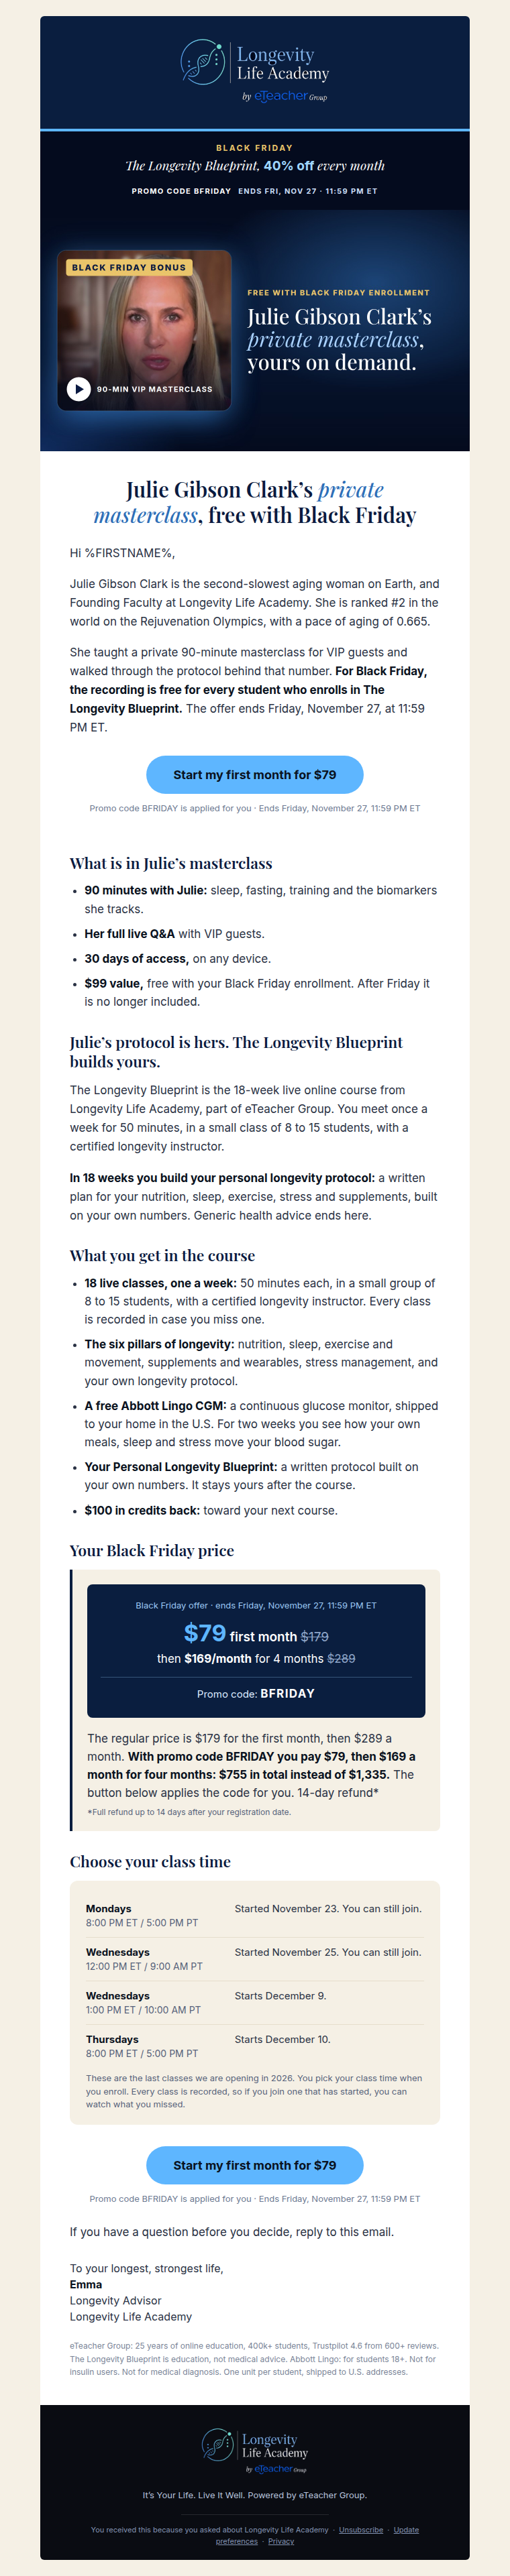 Longevity
Life Academy
by eTeacher Group
BLACK FRIDAY
The Longevity Blueprint, 40% off every month
PROMO CODE BFRIDAY ENDS FRI, NOV 27 · 11:59 PM ET
BLACK FRIDAY BONUS
90-MIN VIP MASTERCLASS
FREE WITH BLACK FRIDAY ENROLLMENT
Julie Gibson Clark’s
private masterclass,
yours on demand.
Julie Gibson Clark’s private
masterclass, free with Black Friday
Hi %FIRSTNAME%,
Julie Gibson Clark is the second-slowest aging woman on Earth, and
Founding Faculty at Longevity Life Academy. She is ranked #2 in the
world on the Rejuvenation Olympics, with a pace of aging of 0.665.
She taught a private 90-minute masterclass for VIP guests and
walked through the protocol behind that number. For Black Friday,
the recording is free for every student who enrolls in The
Longevity Blueprint. The offer ends Friday, November 27, at 11:59
PM ET.
Start my first month for $79
Promo code BFRIDAY is applied for you · Ends Friday, November 27, 11:59 PM ET
What is in Julie’s masterclass
• 90 minutes with Julie: sleep, fasting, training and the biomarkers
she tracks.
• Her full live Q&A with VIP guests.
• 30 days of access, on any device.
• $99 value, free with your Black Friday enrollment. After Friday it
is no longer included.
Julie’s protocol is hers. The Longevity Blueprint
builds yours.
The Longevity Blueprint is the 18-week live online course from
Longevity Life Academy, part of eTeacher Group. You meet once a
week for 50 minutes, in a small class of 8 to 15 students, with a
certified longevity instructor.
In 18 weeks you build your personal longevity protocol: a written
plan for your nutrition, sleep, exercise, stress and supplements, built
on your own numbers. Generic health advice ends here.
What you get in the course
• 18 live classes, one a week: 50 minutes each, in a small group of
8 to 15 students, with a certified longevity instructor. Every class
is recorded in case you miss one.
• The six pillars of longevity: nutrition, sleep, exercise and
movement, supplements and wearables, stress management, and
your own longevity protocol.
• A free Abbott Lingo CGM: a continuous glucose monitor, shipped
to your home in the U.S. For two weeks you see how your own
meals, sleep and stress move your blood sugar.
• Your Personal Longevity Blueprint: a written protocol built on
your own numbers. It stays yours after the course.
• $100 in credits back: toward your next course.
Your Black Friday price
Black Friday offer · ends Friday, November 27, 11:59 PM ET
$79 first month $179
then $169/month for 4 months $289
Promo code: BFRIDAY
The regular price is $179 for the first month, then $289 a
month. With promo code BFRIDAY you pay $79, then $169 a
month for four months: $755 in total instead of $1,335. The
button below applies the code for you. 14-day refund*
*Full refund up to 14 days after your registration date.
Choose your class time
Mondays Started November 23. You can still join.
8:00 PM ET / 5:00 PM PT
Wednesdays Started November 25. You can still join.
12:00 PM ET / 9:00 AM PT
Wednesdays Starts December 9.
1:00 PM ET / 10:00 AM PT
Thursdays Starts December 10.
8:00 PM ET / 5:00 PM PT
These are the last classes we are opening in 2026. You pick your class time when
you enroll. Every class is recorded, so if you join one that has started, you can
watch what you missed.
Start my first month for $79
Promo code BFRIDAY is applied for you · Ends Friday, November 27, 11:59 PM ET
If you have a question before you decide, reply to this email.
To your longest, strongest life,
Emma
Longevity Advisor
Longevity Life Academy
eTeacher Group: 25 years of online education, 400k+ students, Trustpilot 4.6 from 600+ reviews.
The Longevity Blueprint is education, not medical advice. Abbott Lingo: for students 18+. Not for
insulin users. Not for medical diagnosis. One unit per student, shipped to U.S. addresses.
Longevity
Life Academy
by eTeacher Group
It’s Your Life. Live It Well. Powered by eTeacher Group.
You received this because you asked about Longevity Life Academy · Unsubscribe · Update
preferences · Privacy